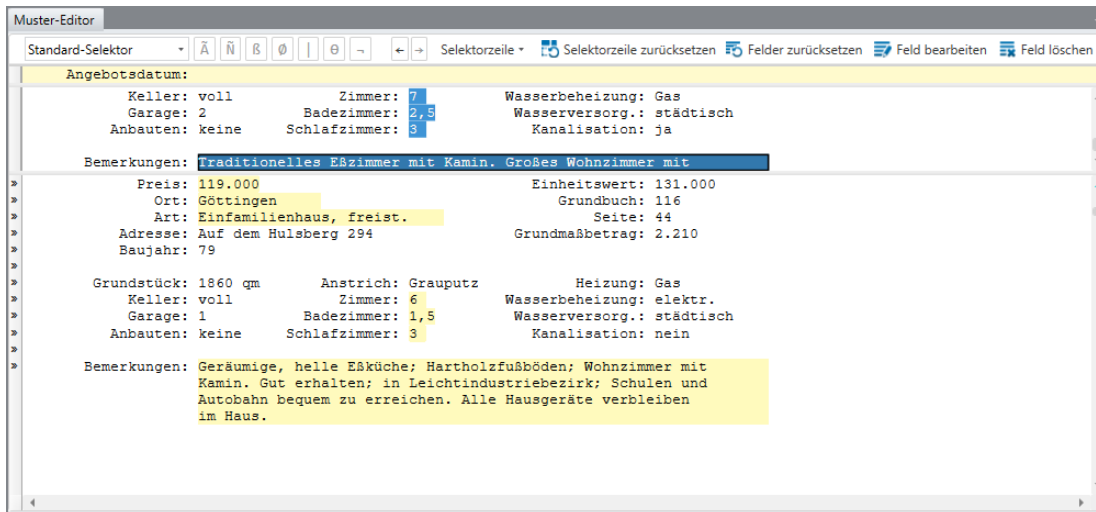 Muster-Editor
Standard-Selektor Ã Ñ ß Ø | θ ¬ ← → Selektorzeile Selektorzeile zurücksetzen Felder zurücksetzen Feld bearbeiten Feld löschen
Angebotsdatum:
Keller: voll Zimmer: 7 Wasserbeheizung: Gas
Garage: 2 Badezimmer: 2,5 Wasserversorg.: städtisch
Anbauten: keine Schlafzimmer: 3 Kanalisation: ja
Bemerkungen: Traditionelles Eßzimmer mit Kamin. Großes Wohnzimmer mit
» Preis: 119.000 Einheitswert: 131.000
» Ort: Göttingen Grundbuch: 116
» Art: Einfamilienhaus, freist. Seite: 44
» Adresse: Auf dem Hulsberg 294 Grundmaßbetrag: 2.210
» Baujahr: 79
»
» Grundstück: 1860 qm Anstrich: Grauputz Heizung: Gas
» Keller: voll Zimmer: 6 Wasserbeheizung: elektr.
» Garage: 1 Badezimmer: 1,5 Wasserversorg.: städtisch
» Anbauten: keine Schlafzimmer: 3 Kanalisation: nein
»
» Bemerkungen: Geräumige, helle Eßküche; Hartholzfußböden; Wohnzimmer mit
Kamin. Gut erhalten; in Leichtindustriebezirk; Schulen und
Autobahn bequem zu erreichen. Alle Hausgeräte verbleiben
im Haus.